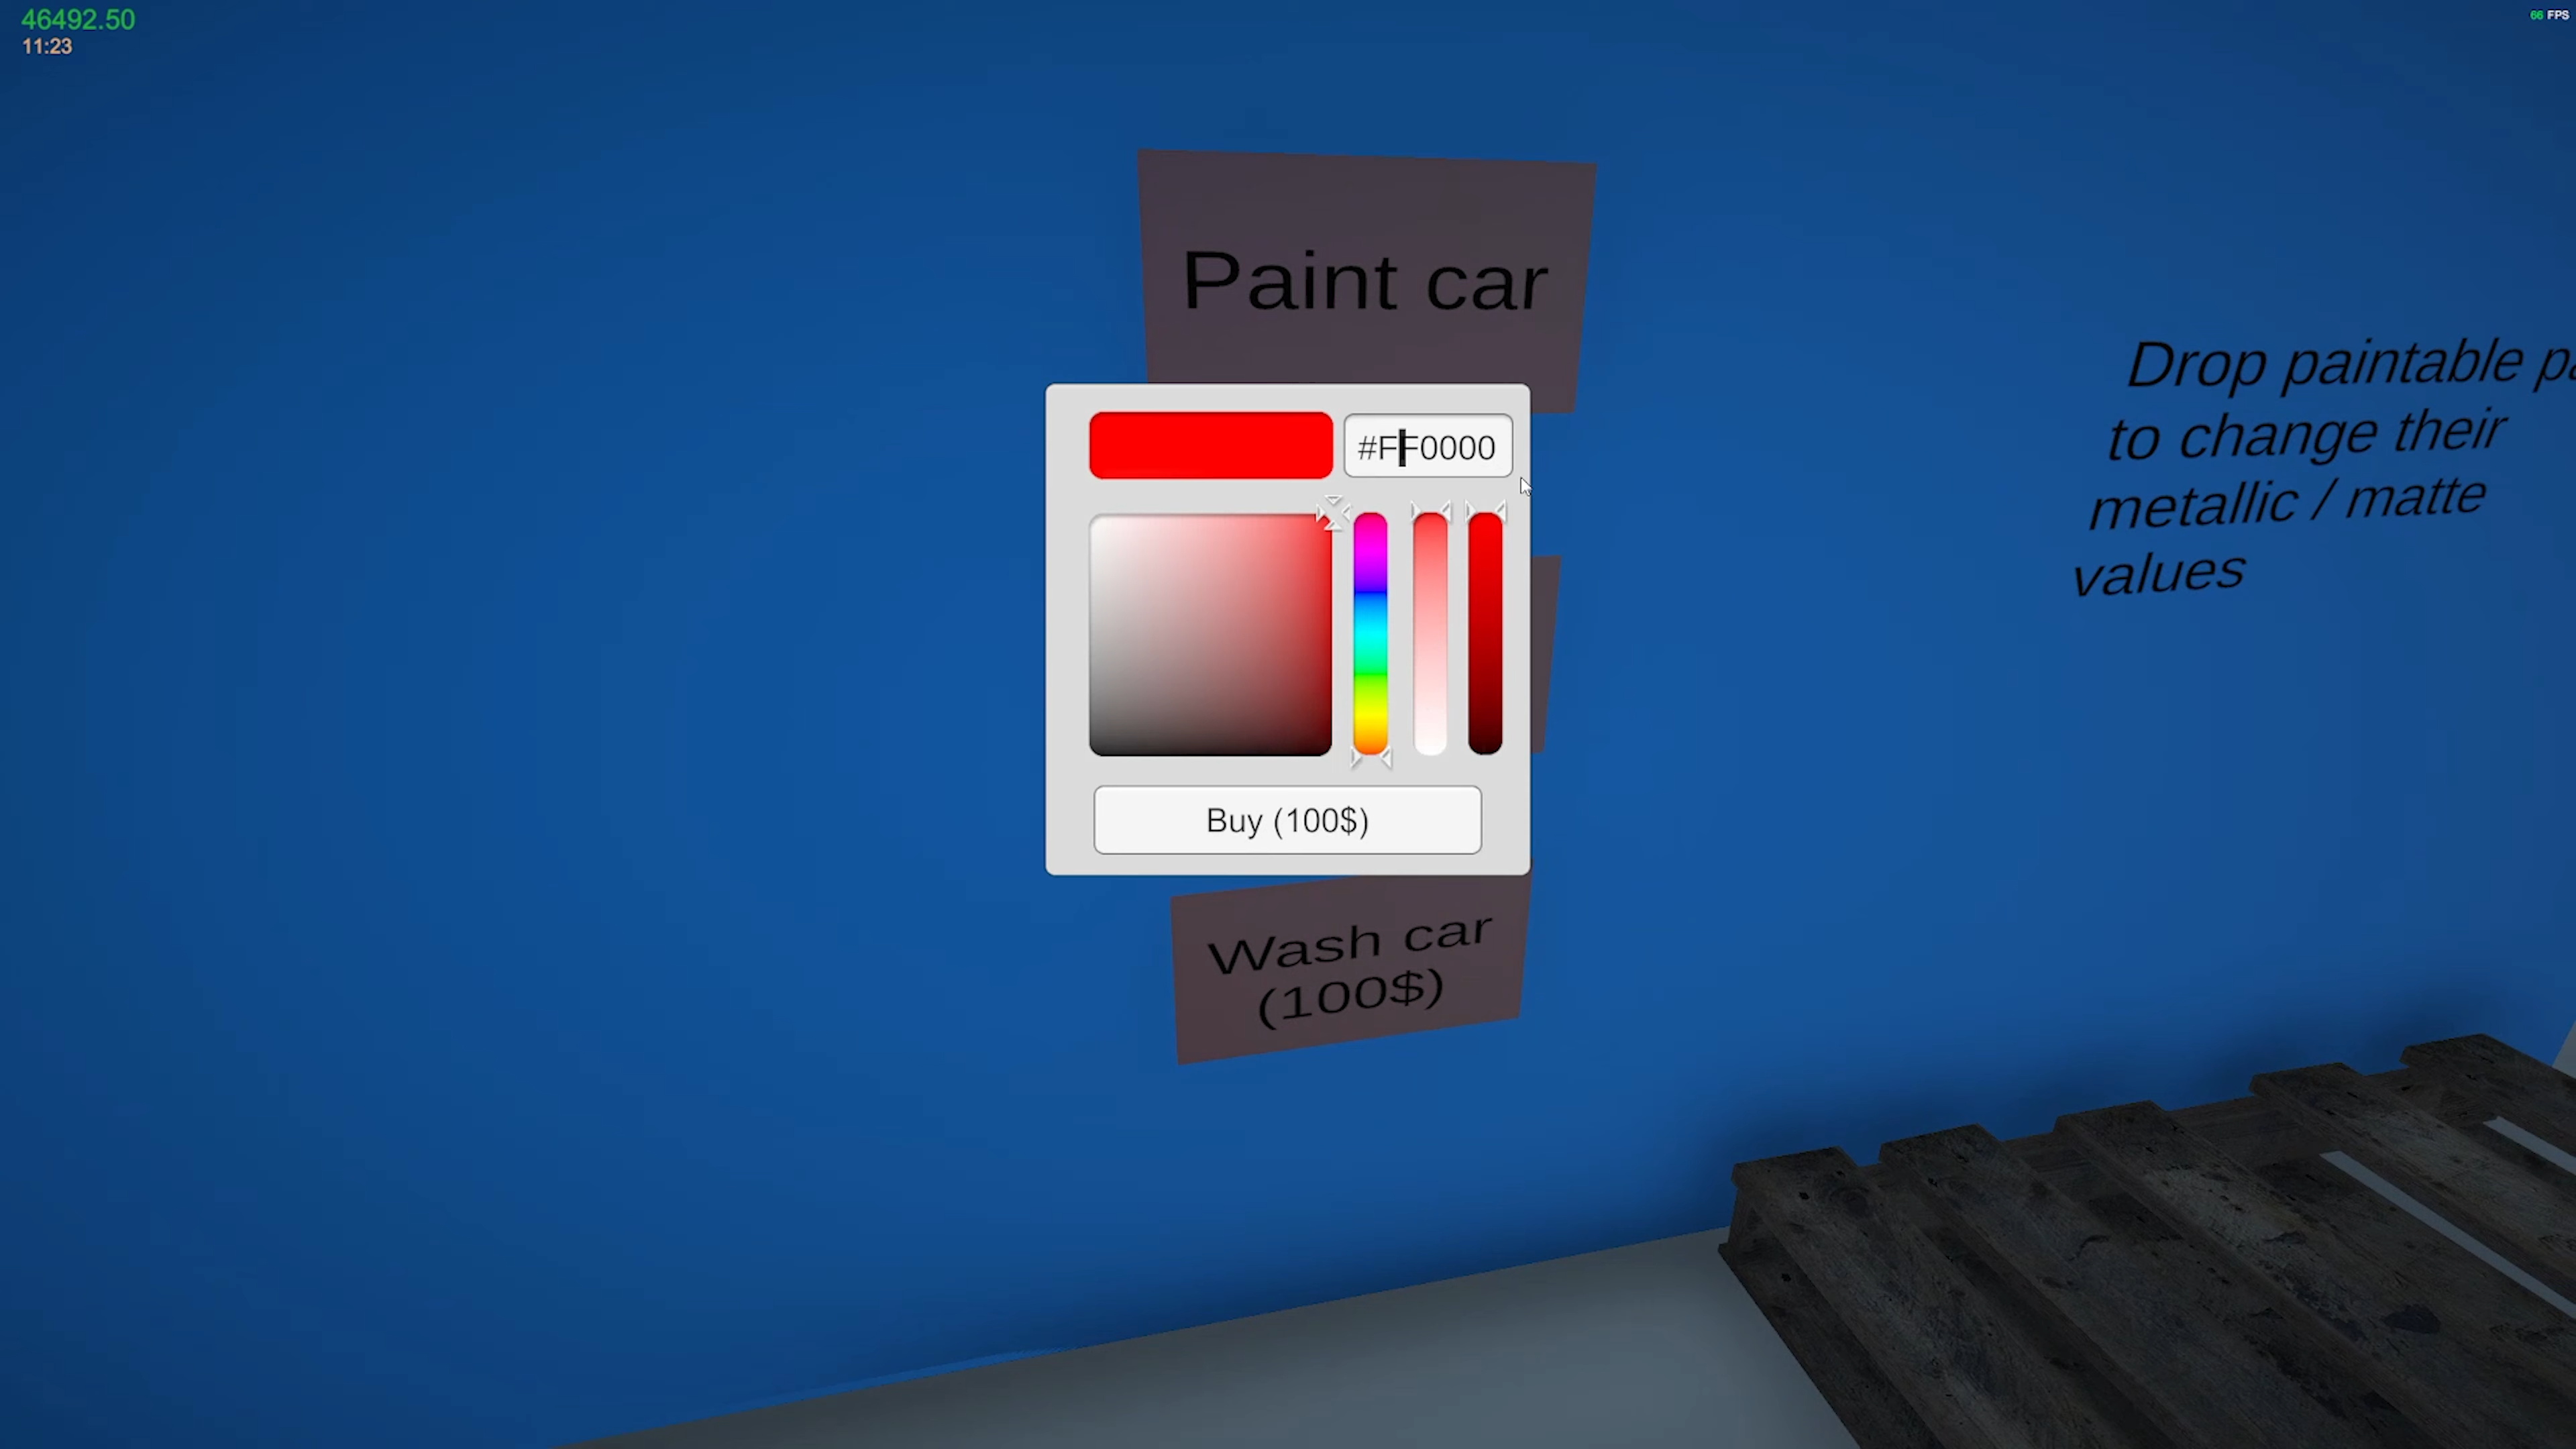 46492.50
11:23
66 FPS
Paint car
#FF0000
Drop paintable
to change their
metallic / matte
values
Buy (100$)
Wash car
(100$)